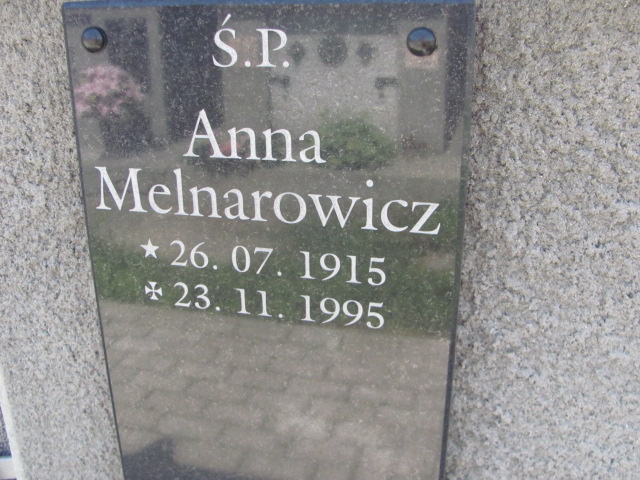 Ś.P.
Anna
Melnarowicz
★ 26. 07. 1915
✠ 23. 11. 1995